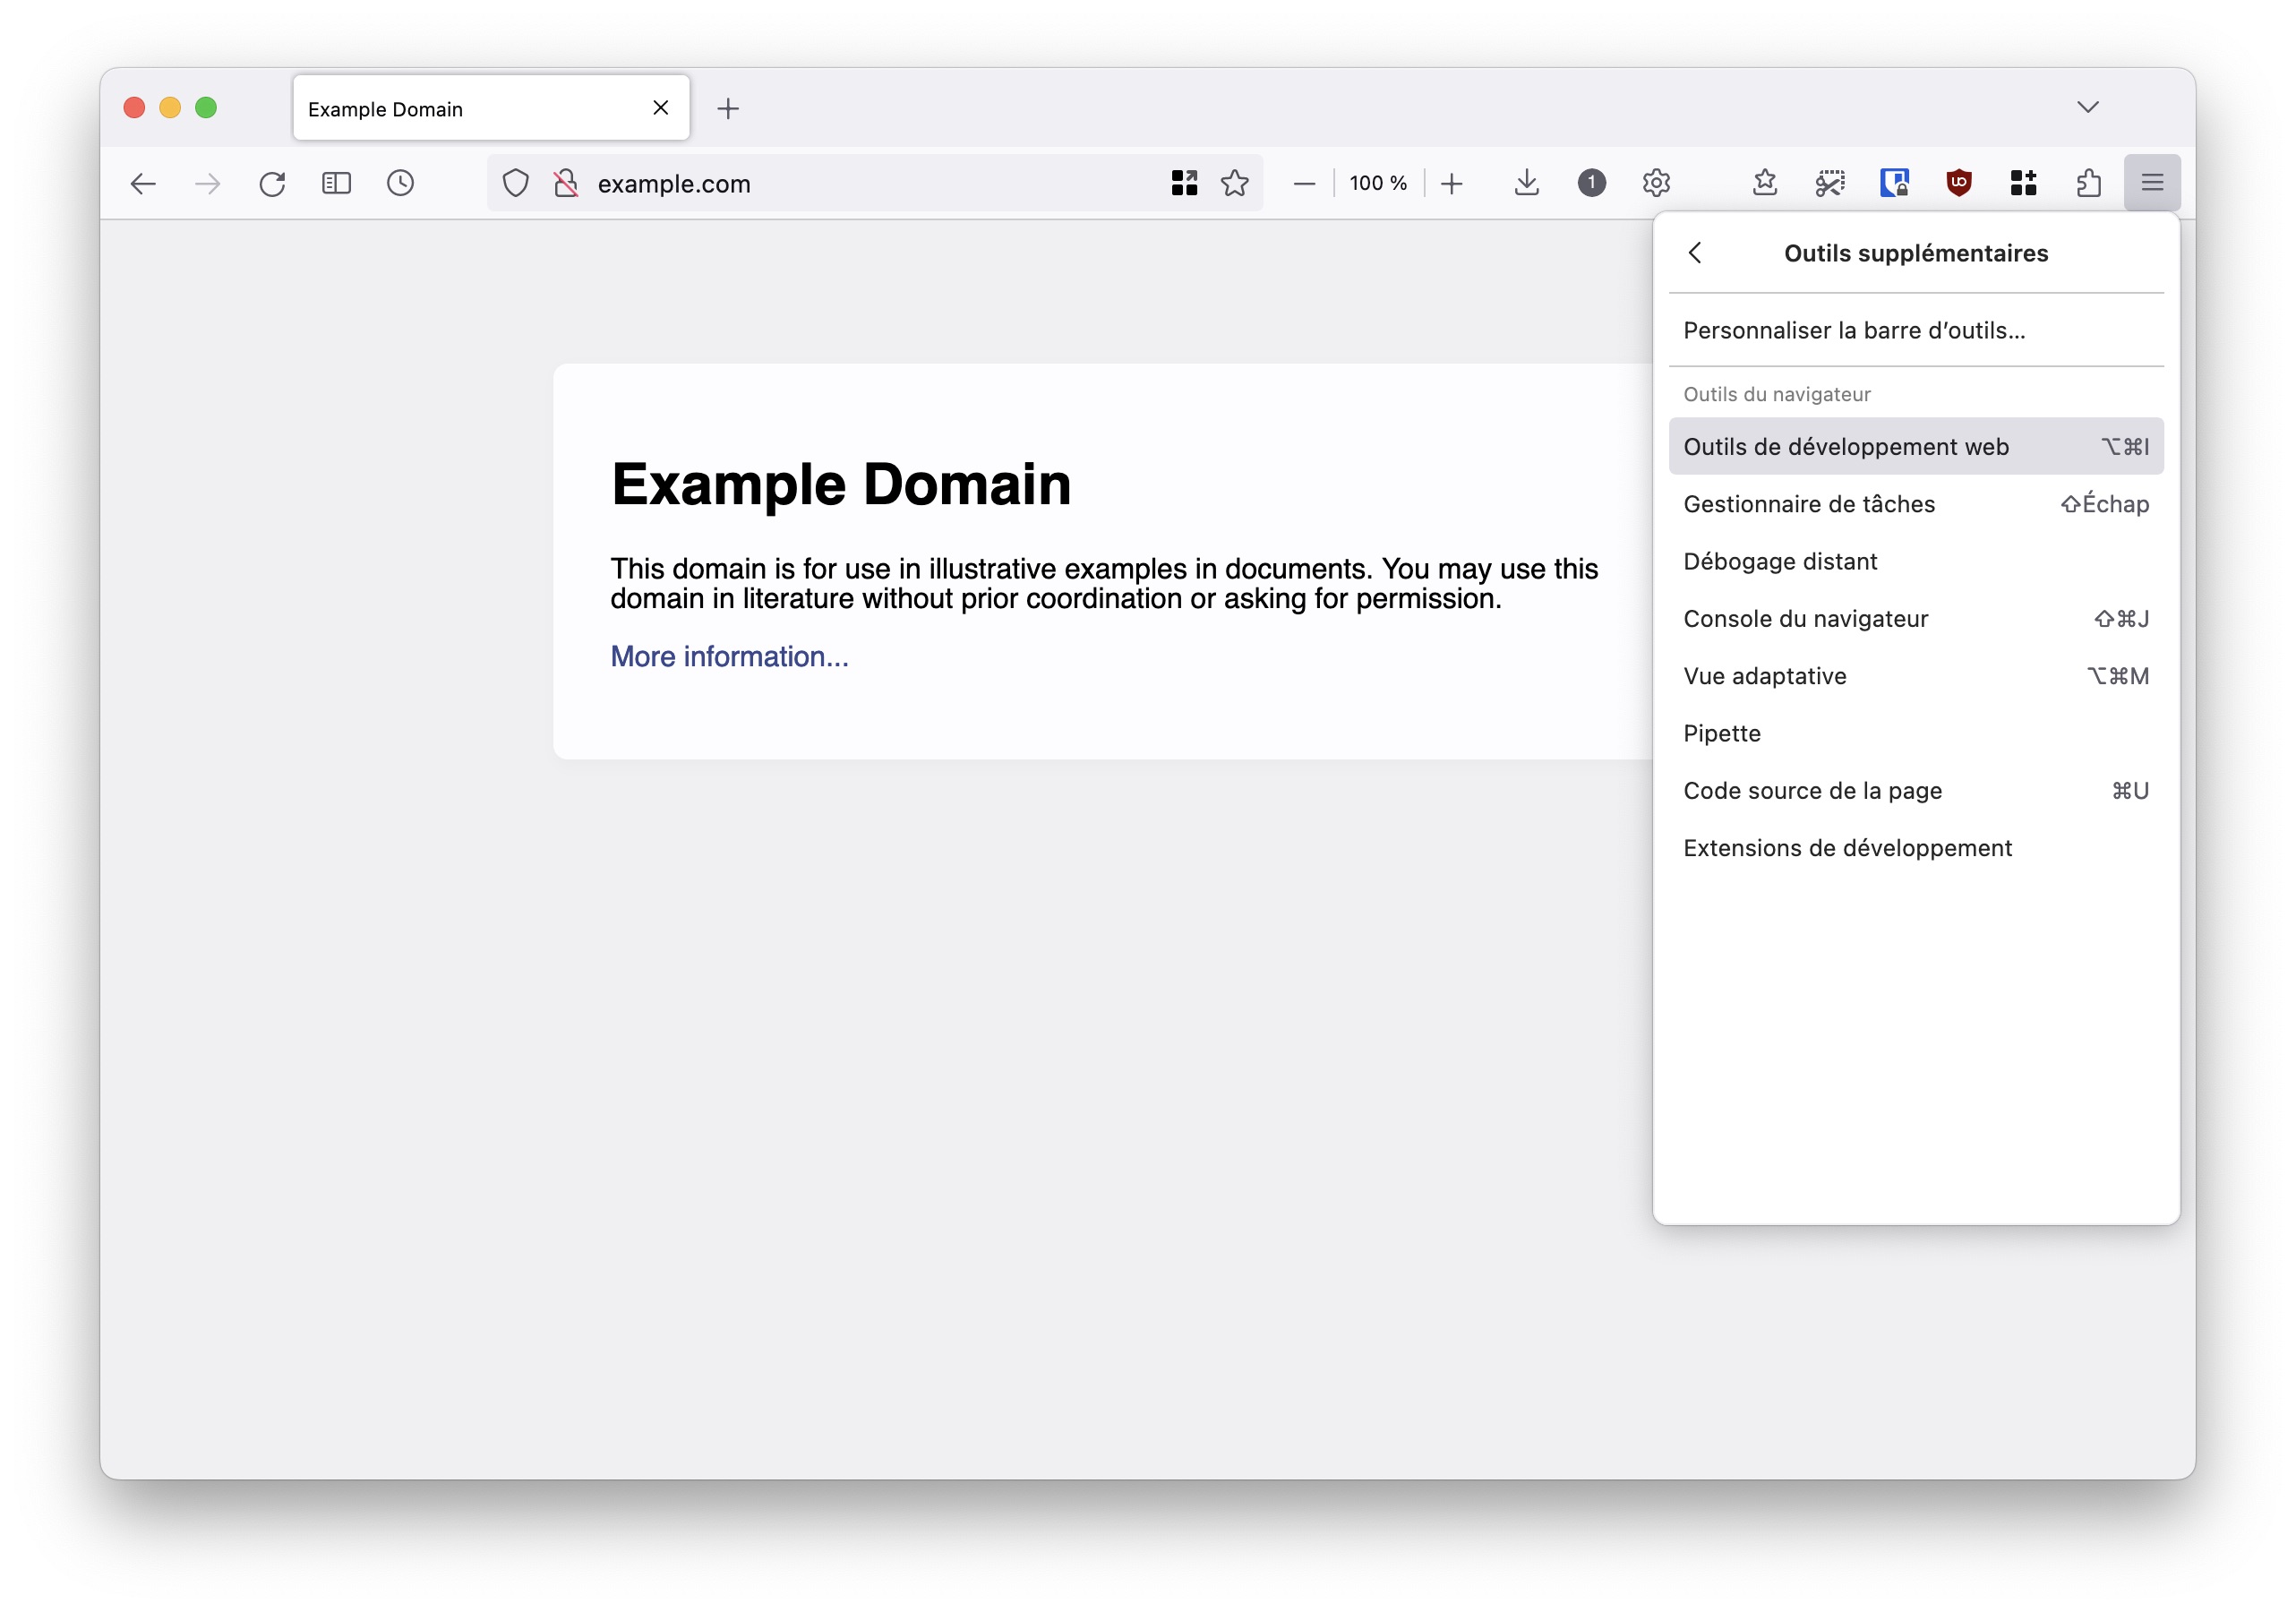 Example Domain
example.com
100 %
1
Outils supplémentaires
Personnaliser la barre d’outils…
Outils du navigateur
Outils de développement web ⌥⌘I
Gestionnaire de tâches ⇧Échap
Débogage distant
Console du navigateur ⇧⌘J
Vue adaptative ⌥⌘M
Pipette
Code source de la page ⌘U
Extensions de développement
Example Domain
This domain is for use in illustrative examples in documents. You may use this
domain in literature without prior coordination or asking for permission.
More information...